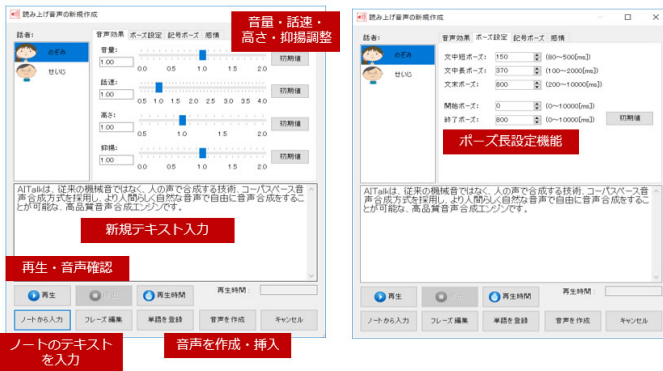 読み上げ音声の新規作成
音量・話速・
高さ・抑揚調整
話者:
のぞみ
せいじ
音声効果 ポーズ設定 記号ポーズ 感情
音量:
1.00
0.0 0.5 1.0 1.5 2.0
初期値
話速:
1.00
0.5 1.0 1.5 2.0 2.5 3.0 3.5 4.0
初期値
高さ:
1.00
0.5 1.0 1.5 2.0
初期値
抑揚:
1.00
0.0 0.5 1.0 1.5 2.0
初期値
AITalkは、従来の機械音ではなく、人の声で合成する技術、コーパスベース音
声合成方式を採用し、より人間らしく自然な音声で自由に音声合成をするこ
とが可能な、高品質音声合成エンジンです。
新規テキスト入力
再生・音声確認
再生
再生時間
再生時間:
ノートから入力
フレーズ編集
単語を登録
音声を作成
キャンセル
ノートのテキスト
を入力
音声を作成・挿入
読み上げ音声の新規作成
話者:
のぞみ
せいじ
音声効果 ポーズ設定 記号ポーズ 感情
文中短ポーズ: 150 (80～500[ms])
文中長ポーズ: 370 (100～2000[ms])
文末ポーズ: 800 (200～10000[ms])
開始ポーズ: 0 (0～10000[ms])
終了ポーズ: 800 (0～10000[ms])
初期値
ポーズ長設定機能
AITalkは、従来の機械音ではなく、人の声で合成する技術、コーパスベース音
声合成方式を採用し、より人間らしく自然な音声で自由に音声合成をするこ
とが可能な、高品質音声合成エンジンです。
再生
再生時間
再生時間:
ノートから入力
フレーズ編集
単語を登録
音声を作成
キャンセル